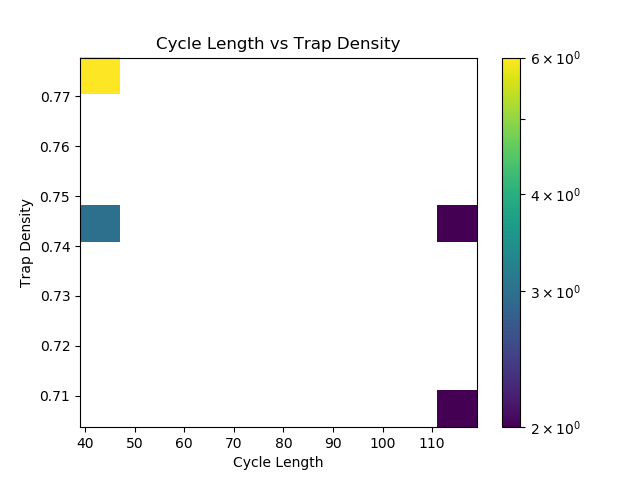 Cycle Length vs Trap Density
Trap Density
0.77
0.76
0.75
0.74
0.73
0.72
0.71
40 50 60 70 80 90 100 110
Cycle Length
6 × 10⁰
4 × 10⁰
3 × 10⁰
2 × 10⁰